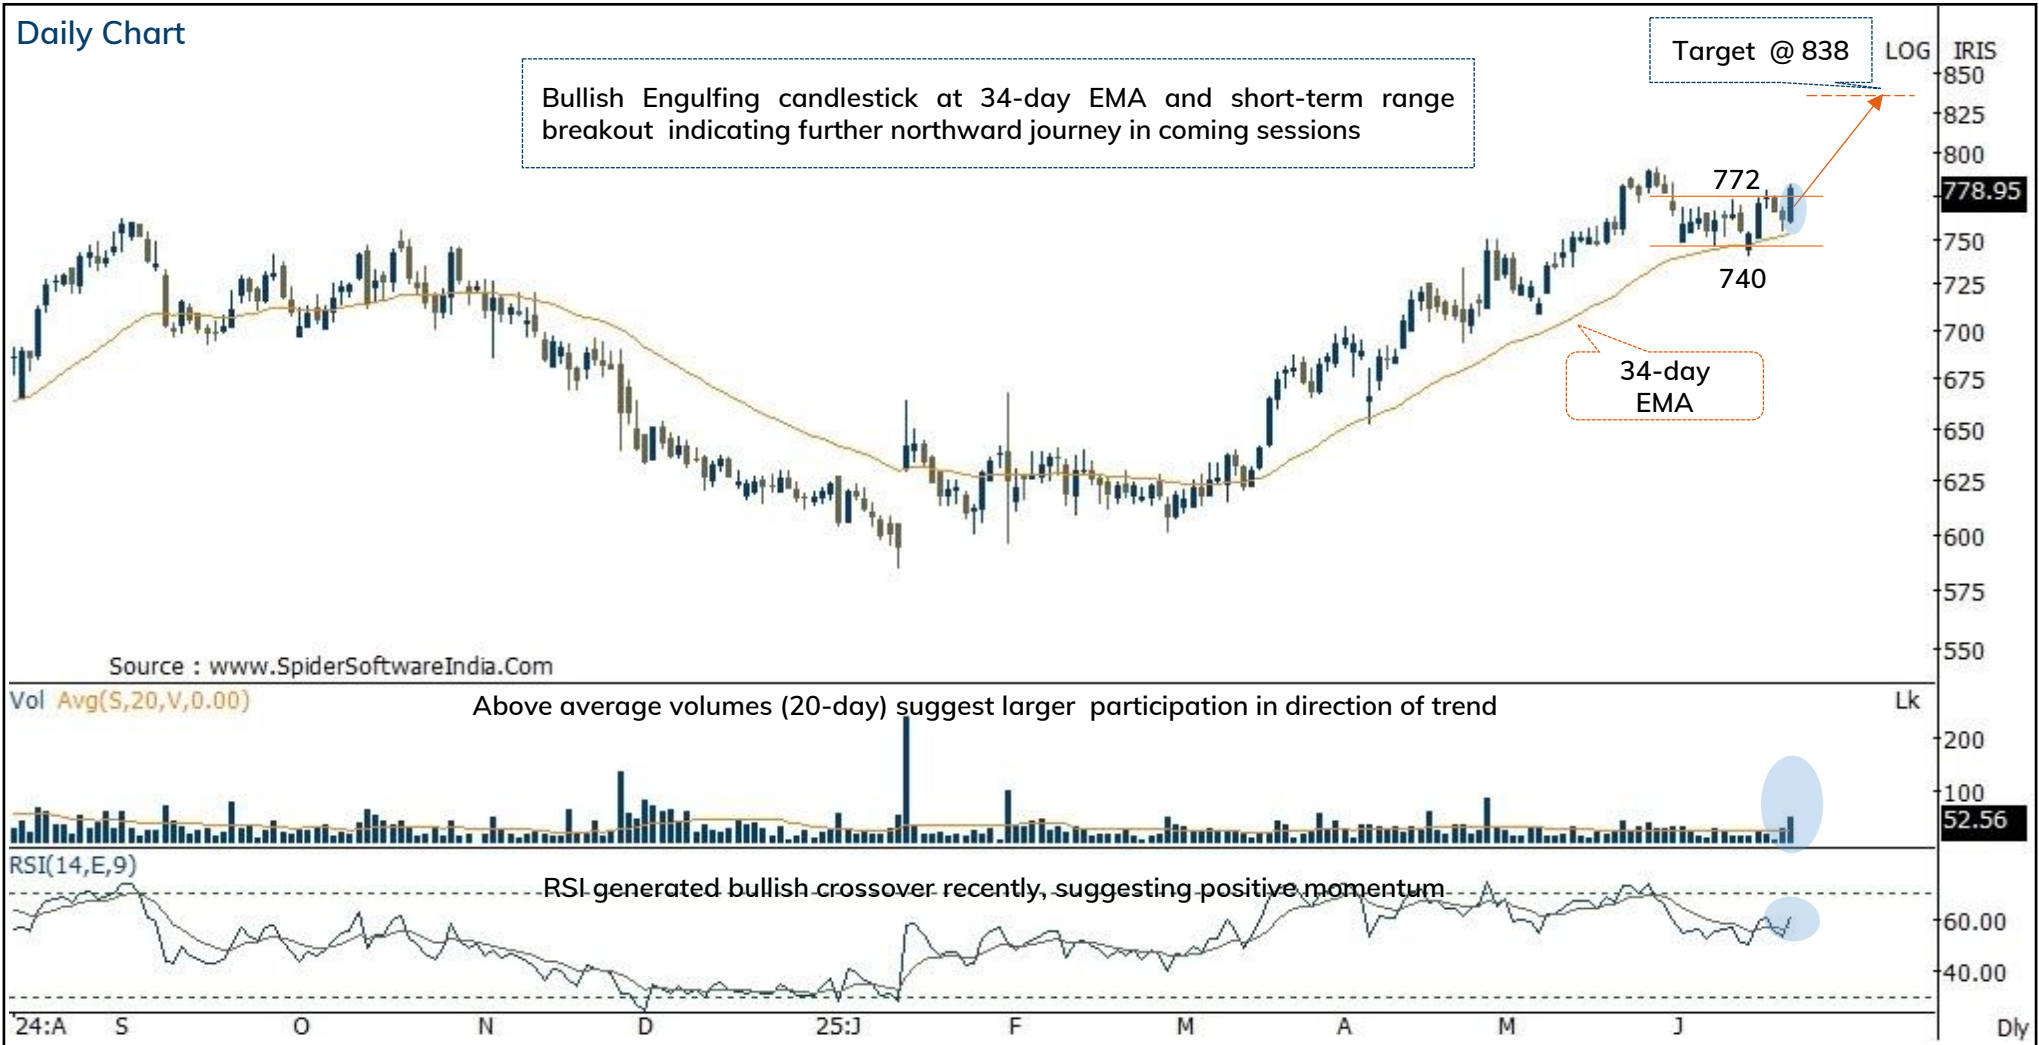 Daily Chart
Target @ 838
LOG
IRIS
Bullish Engulfing candlestick at 34-day EMA and short-term range
breakout indicating further northward journey in coming sessions
850
825
800
778.95
750
725
700
675
650
625
600
575
550
772
740
34-day
EMA
Source : www.SpiderSoftwareIndia.Com
Vol Avg(S,20,V,0.00)
Above average volumes (20-day) suggest larger participation in direction of trend
Lk
200
100
52.56
RSI(14,E,9)
RSI generated bullish crossover recently, suggesting positive momentum
60.00
40.00
'24:A S O N D 25:J F M A M J Dly